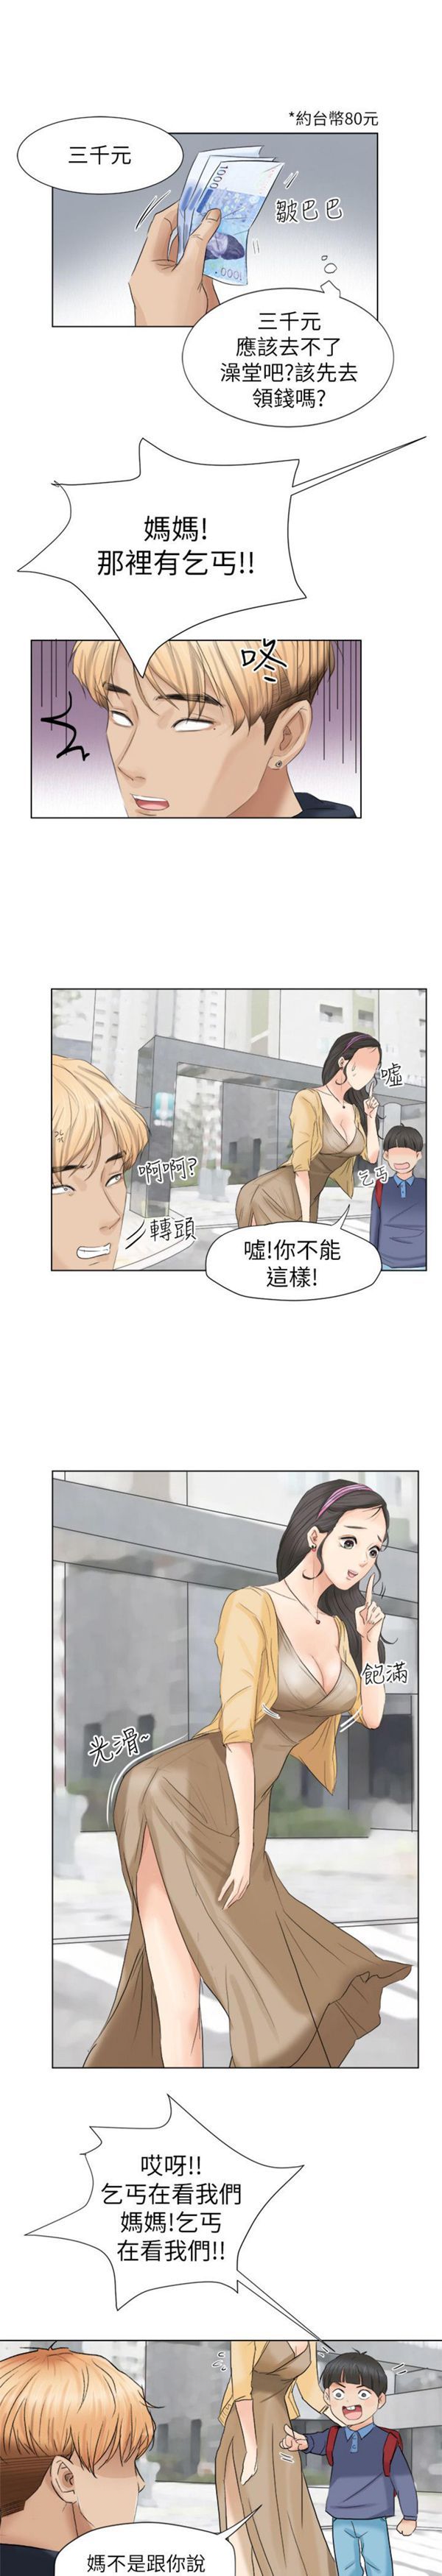 *約台幣80元
三千元
1000
1000
皺巴巴
三千元
應該去不了
澡堂吧?該先去
領錢嗎?
媽媽!
那裡有乞丐!!
咚
噓
啊啊?
乞丐
轉頭
噓!你不能
這樣!
飽滿
光滑~
哎呀!!
乞丐在看我們
媽媽!乞丐
在看我們!!
媽不是跟你說